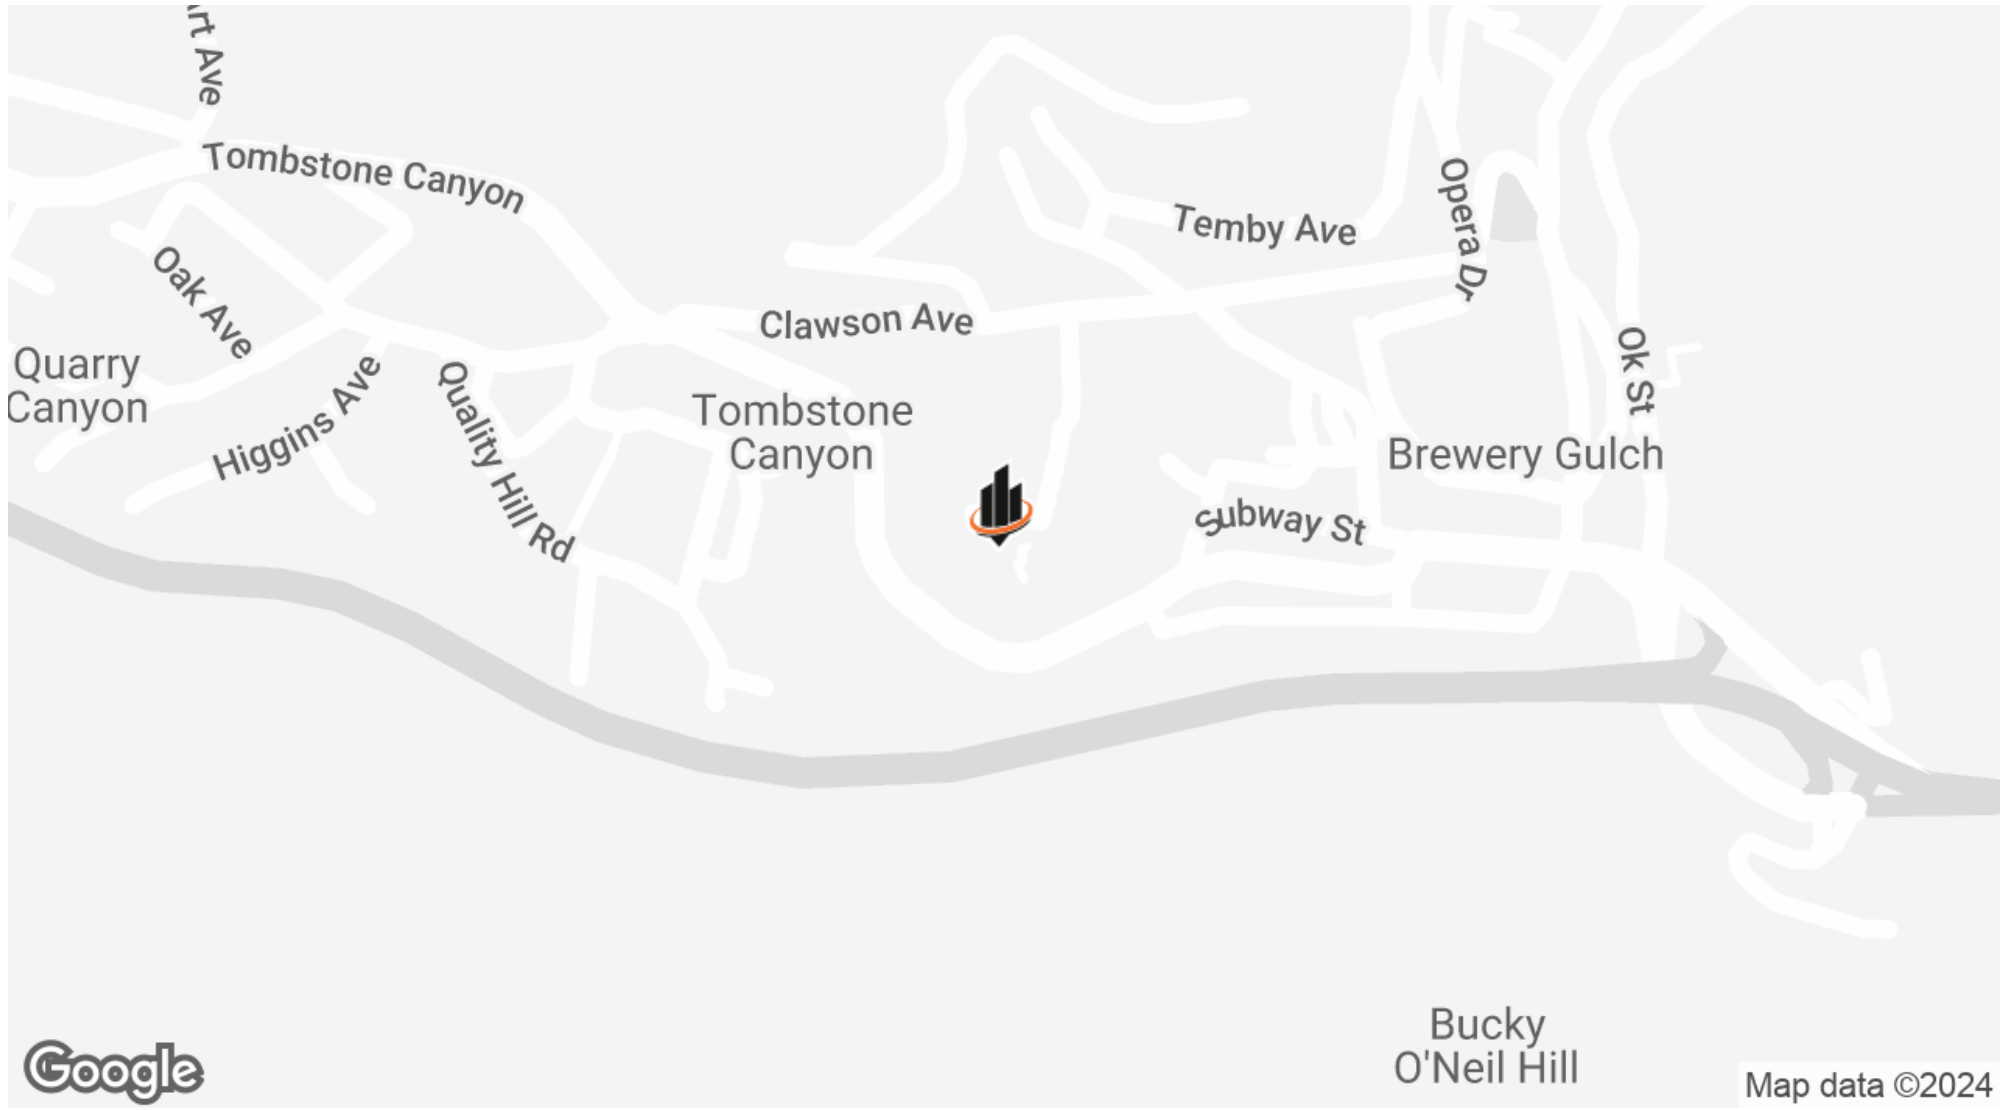 Art Ave
Tombstone Canyon
Opera Dr
Temby Ave
Oak Ave
Clawson Ave
Ok St
Quarry
Canyon
Higgins Ave
Quality Hill Rd
Tombstone
Canyon
Brewery Gulch
Subway St
Bucky
O'Neil Hill
Google
Map data ©2024